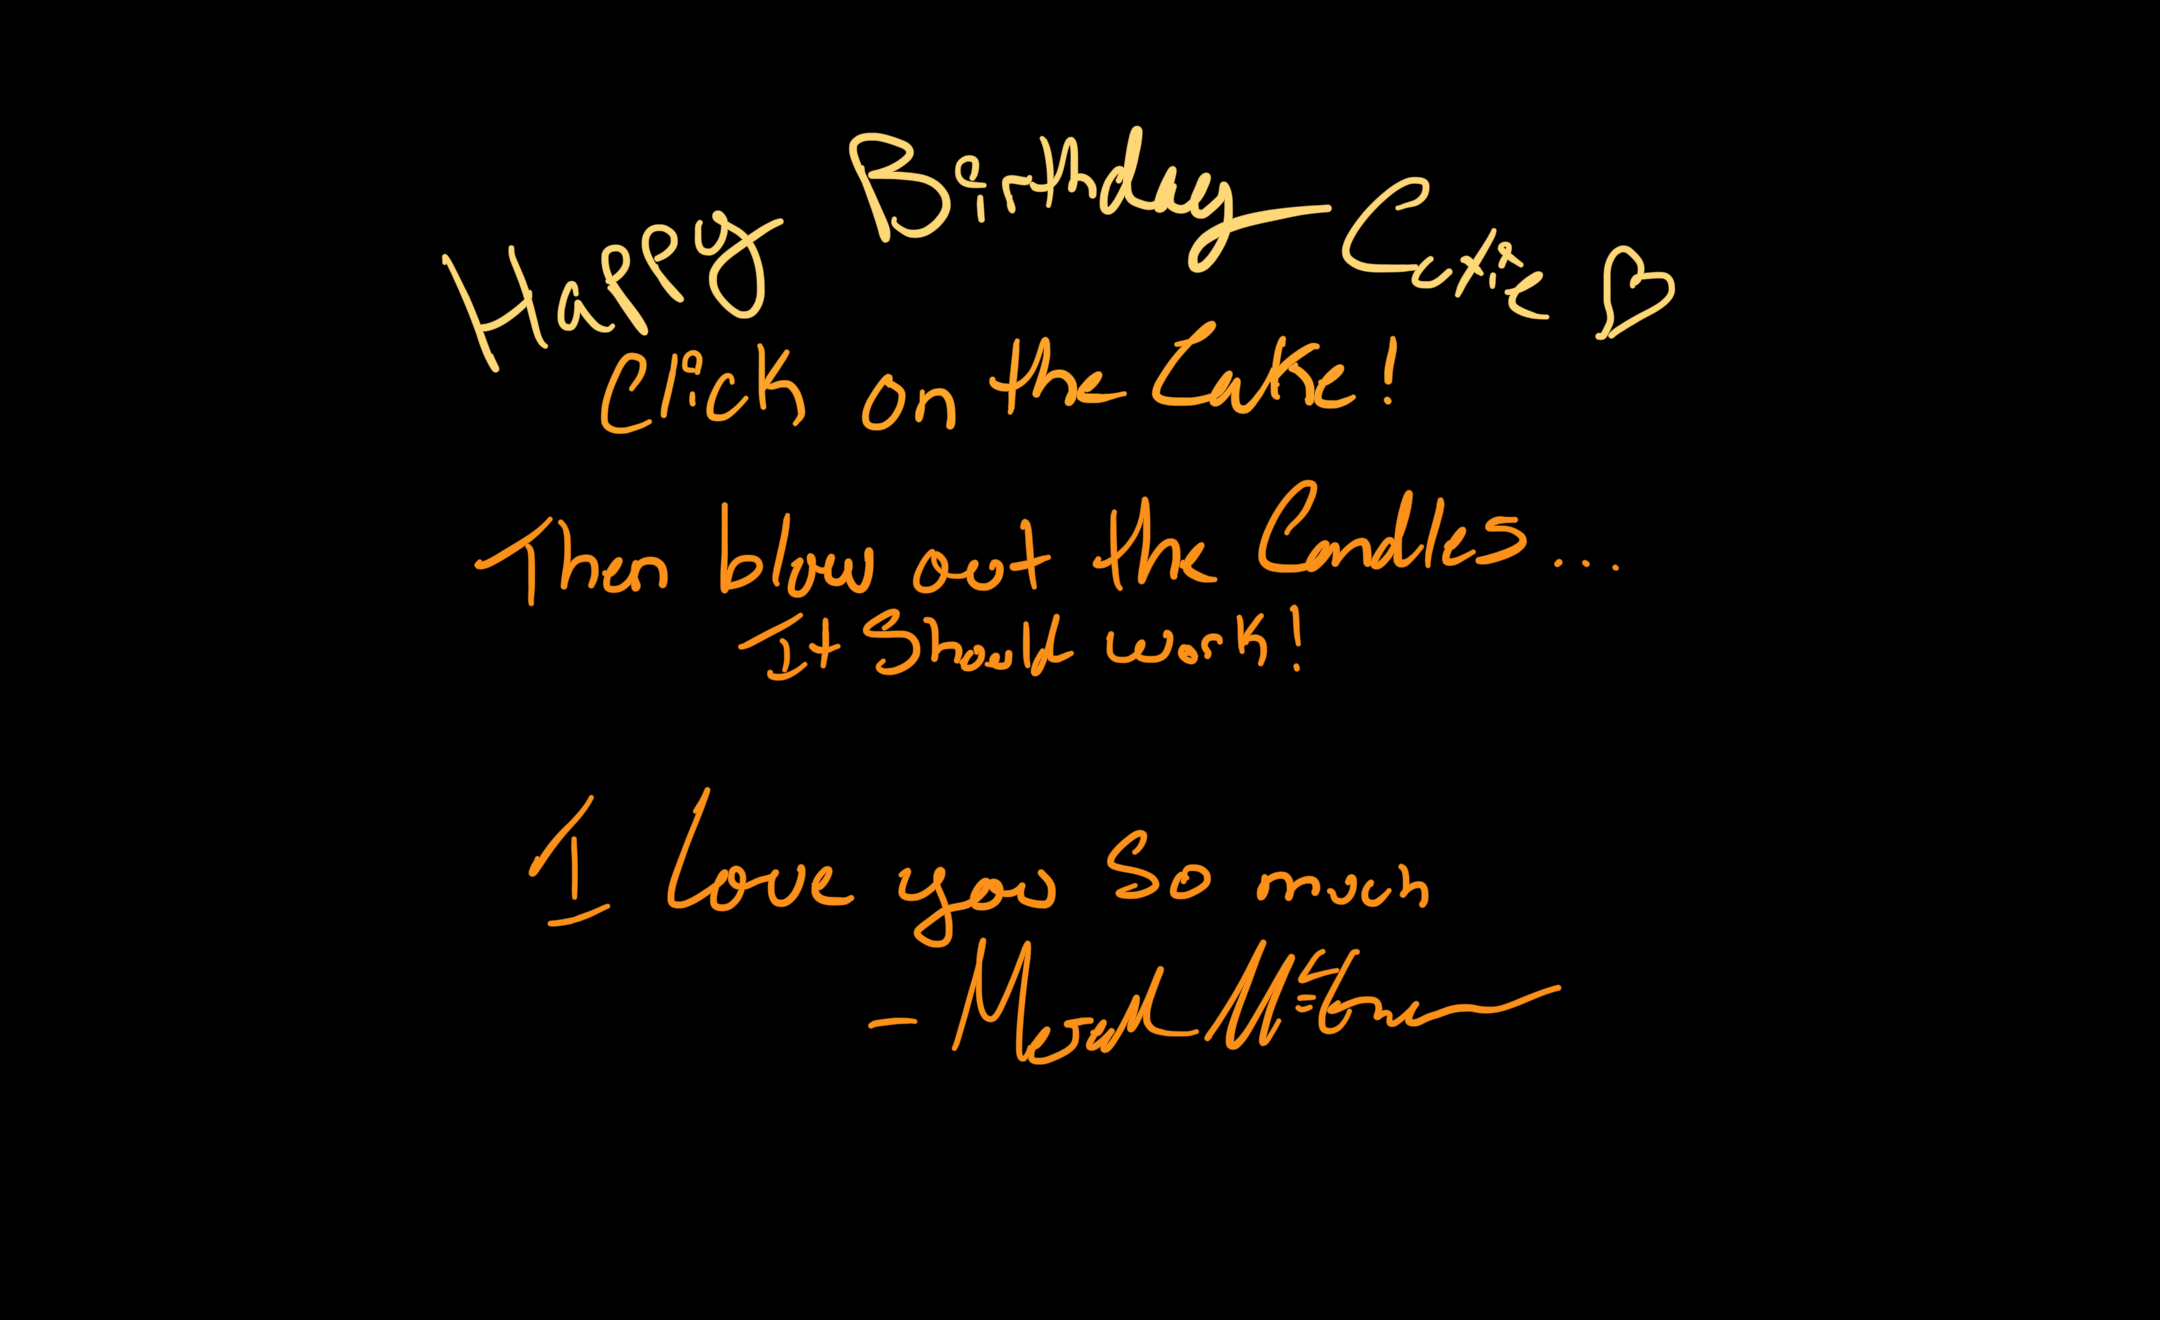 Happy Birthday Cutie ♡
Click on the Cake!
Then blow out the Candles...
It Should work!
I Love you So much
-